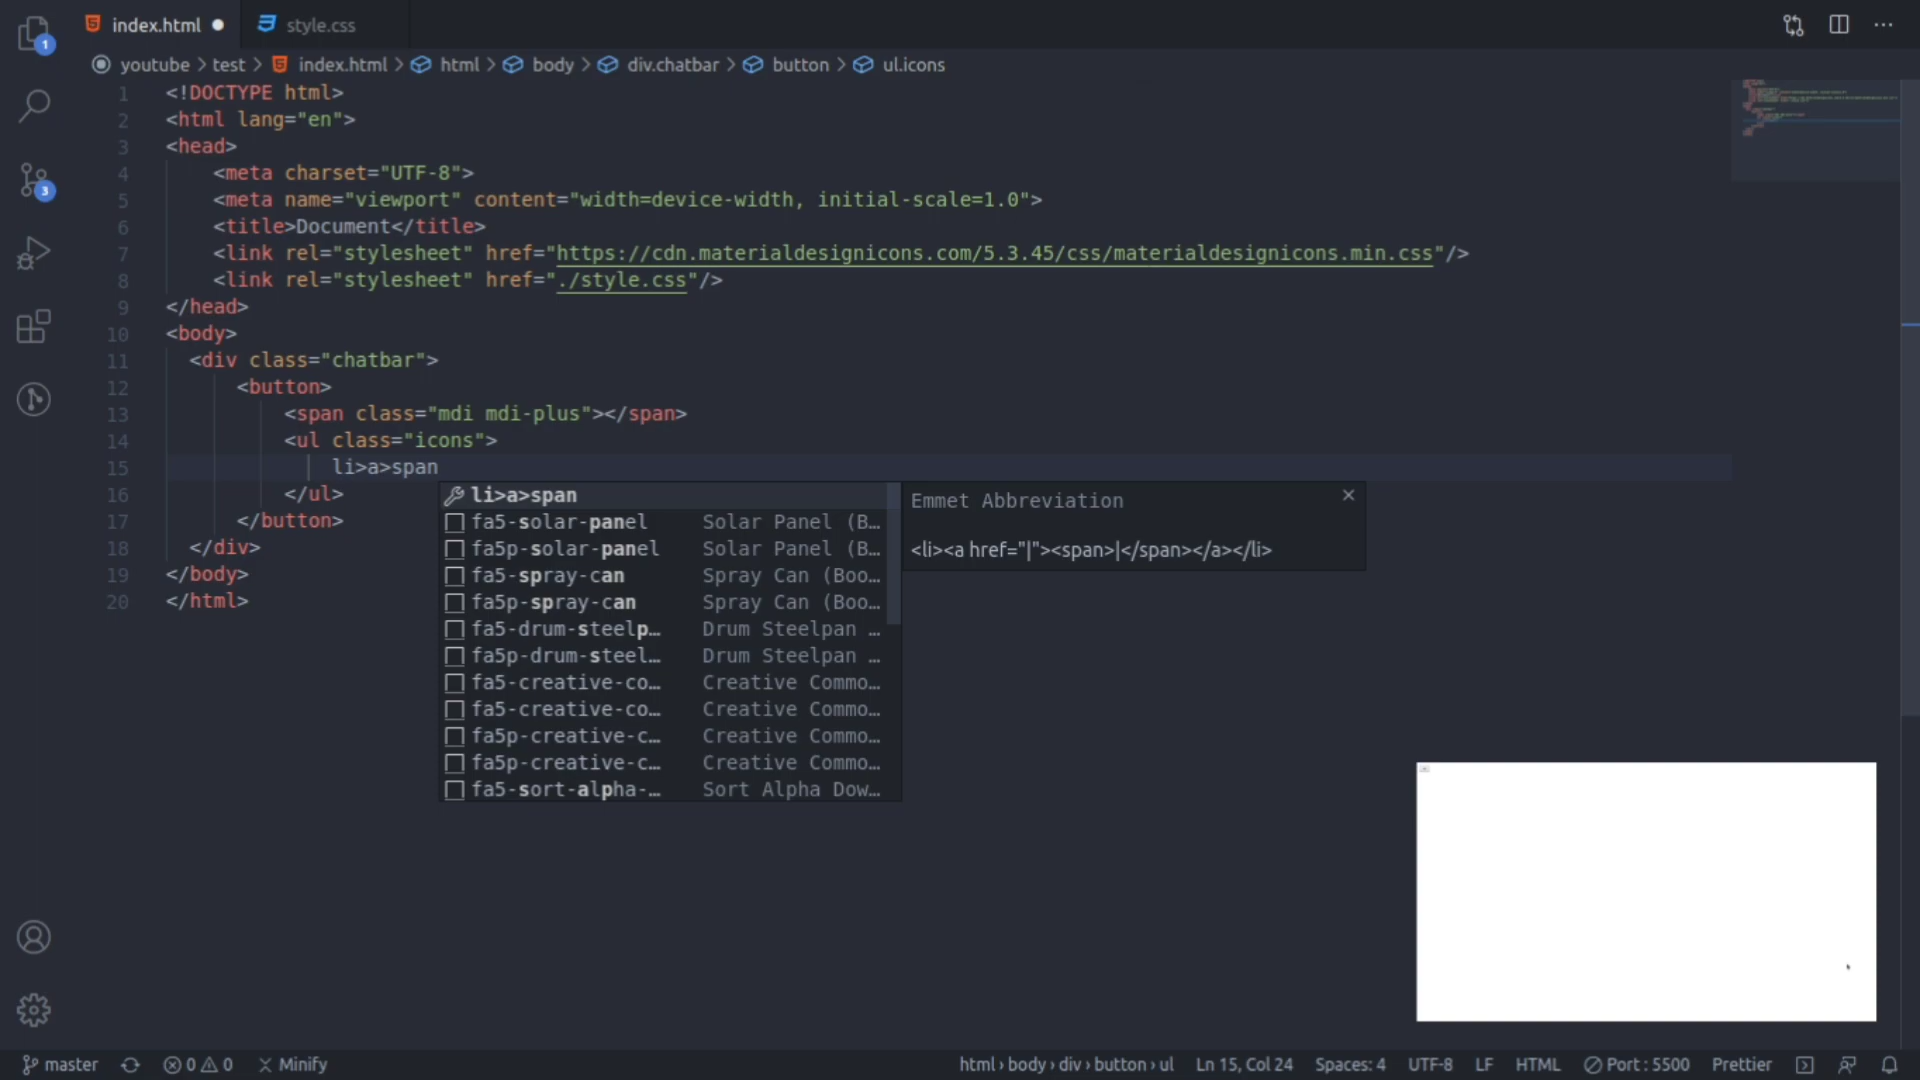 index.html
style.css
1
youtube > test > index.html > html > body > div.chatbar > button > ul.icons
1 <!DOCTYPE html>
2 <html lang="en">
3 <head>
4 <meta charset="UTF-8">
5 <meta name="viewport" content="width=device-width, initial-scale=1.0">
6 <title>Document</title>
7 <link rel="stylesheet" href="https://cdn.materialdesignicons.com/5.3.45/css/materialdesignicons.min.css"/>
8 <link rel="stylesheet" href="./style.css"/>
3
9 </head>
10 <body>
11 <div class="chatbar">
12 <button>
13 <span class="mdi mdi-plus"></span>
14 <ul class="icons">
15 li>a>span
16 </ul>
17 </button>
18 </div>
19 </body>
20 </html>
li>a>span
fa5-solar-panel Solar Panel (B…
fa5p-solar-panel Solar Panel (B…
fa5-spray-can Spray Can (Boo…
fa5p-spray-can Spray Can (Boo…
fa5-drum-steelp… Drum Steelpan …
fa5p-drum-steel… Drum Steelpan …
fa5-creative-co… Creative Commo…
fa5-creative-co… Creative Commo…
fa5p-creative-c… Creative Commo…
fa5p-creative-c… Creative Commo…
fa5-sort-alpha-… Sort Alpha Dow…
Emmet Abbreviation
<li><a href="|"><span>|</span></a></li>
master 0 0 Minify html › body › div › button › ul Ln 15, Col 24 Spaces: 4 UTF-8 LF HTML Port : 5500 Prettier